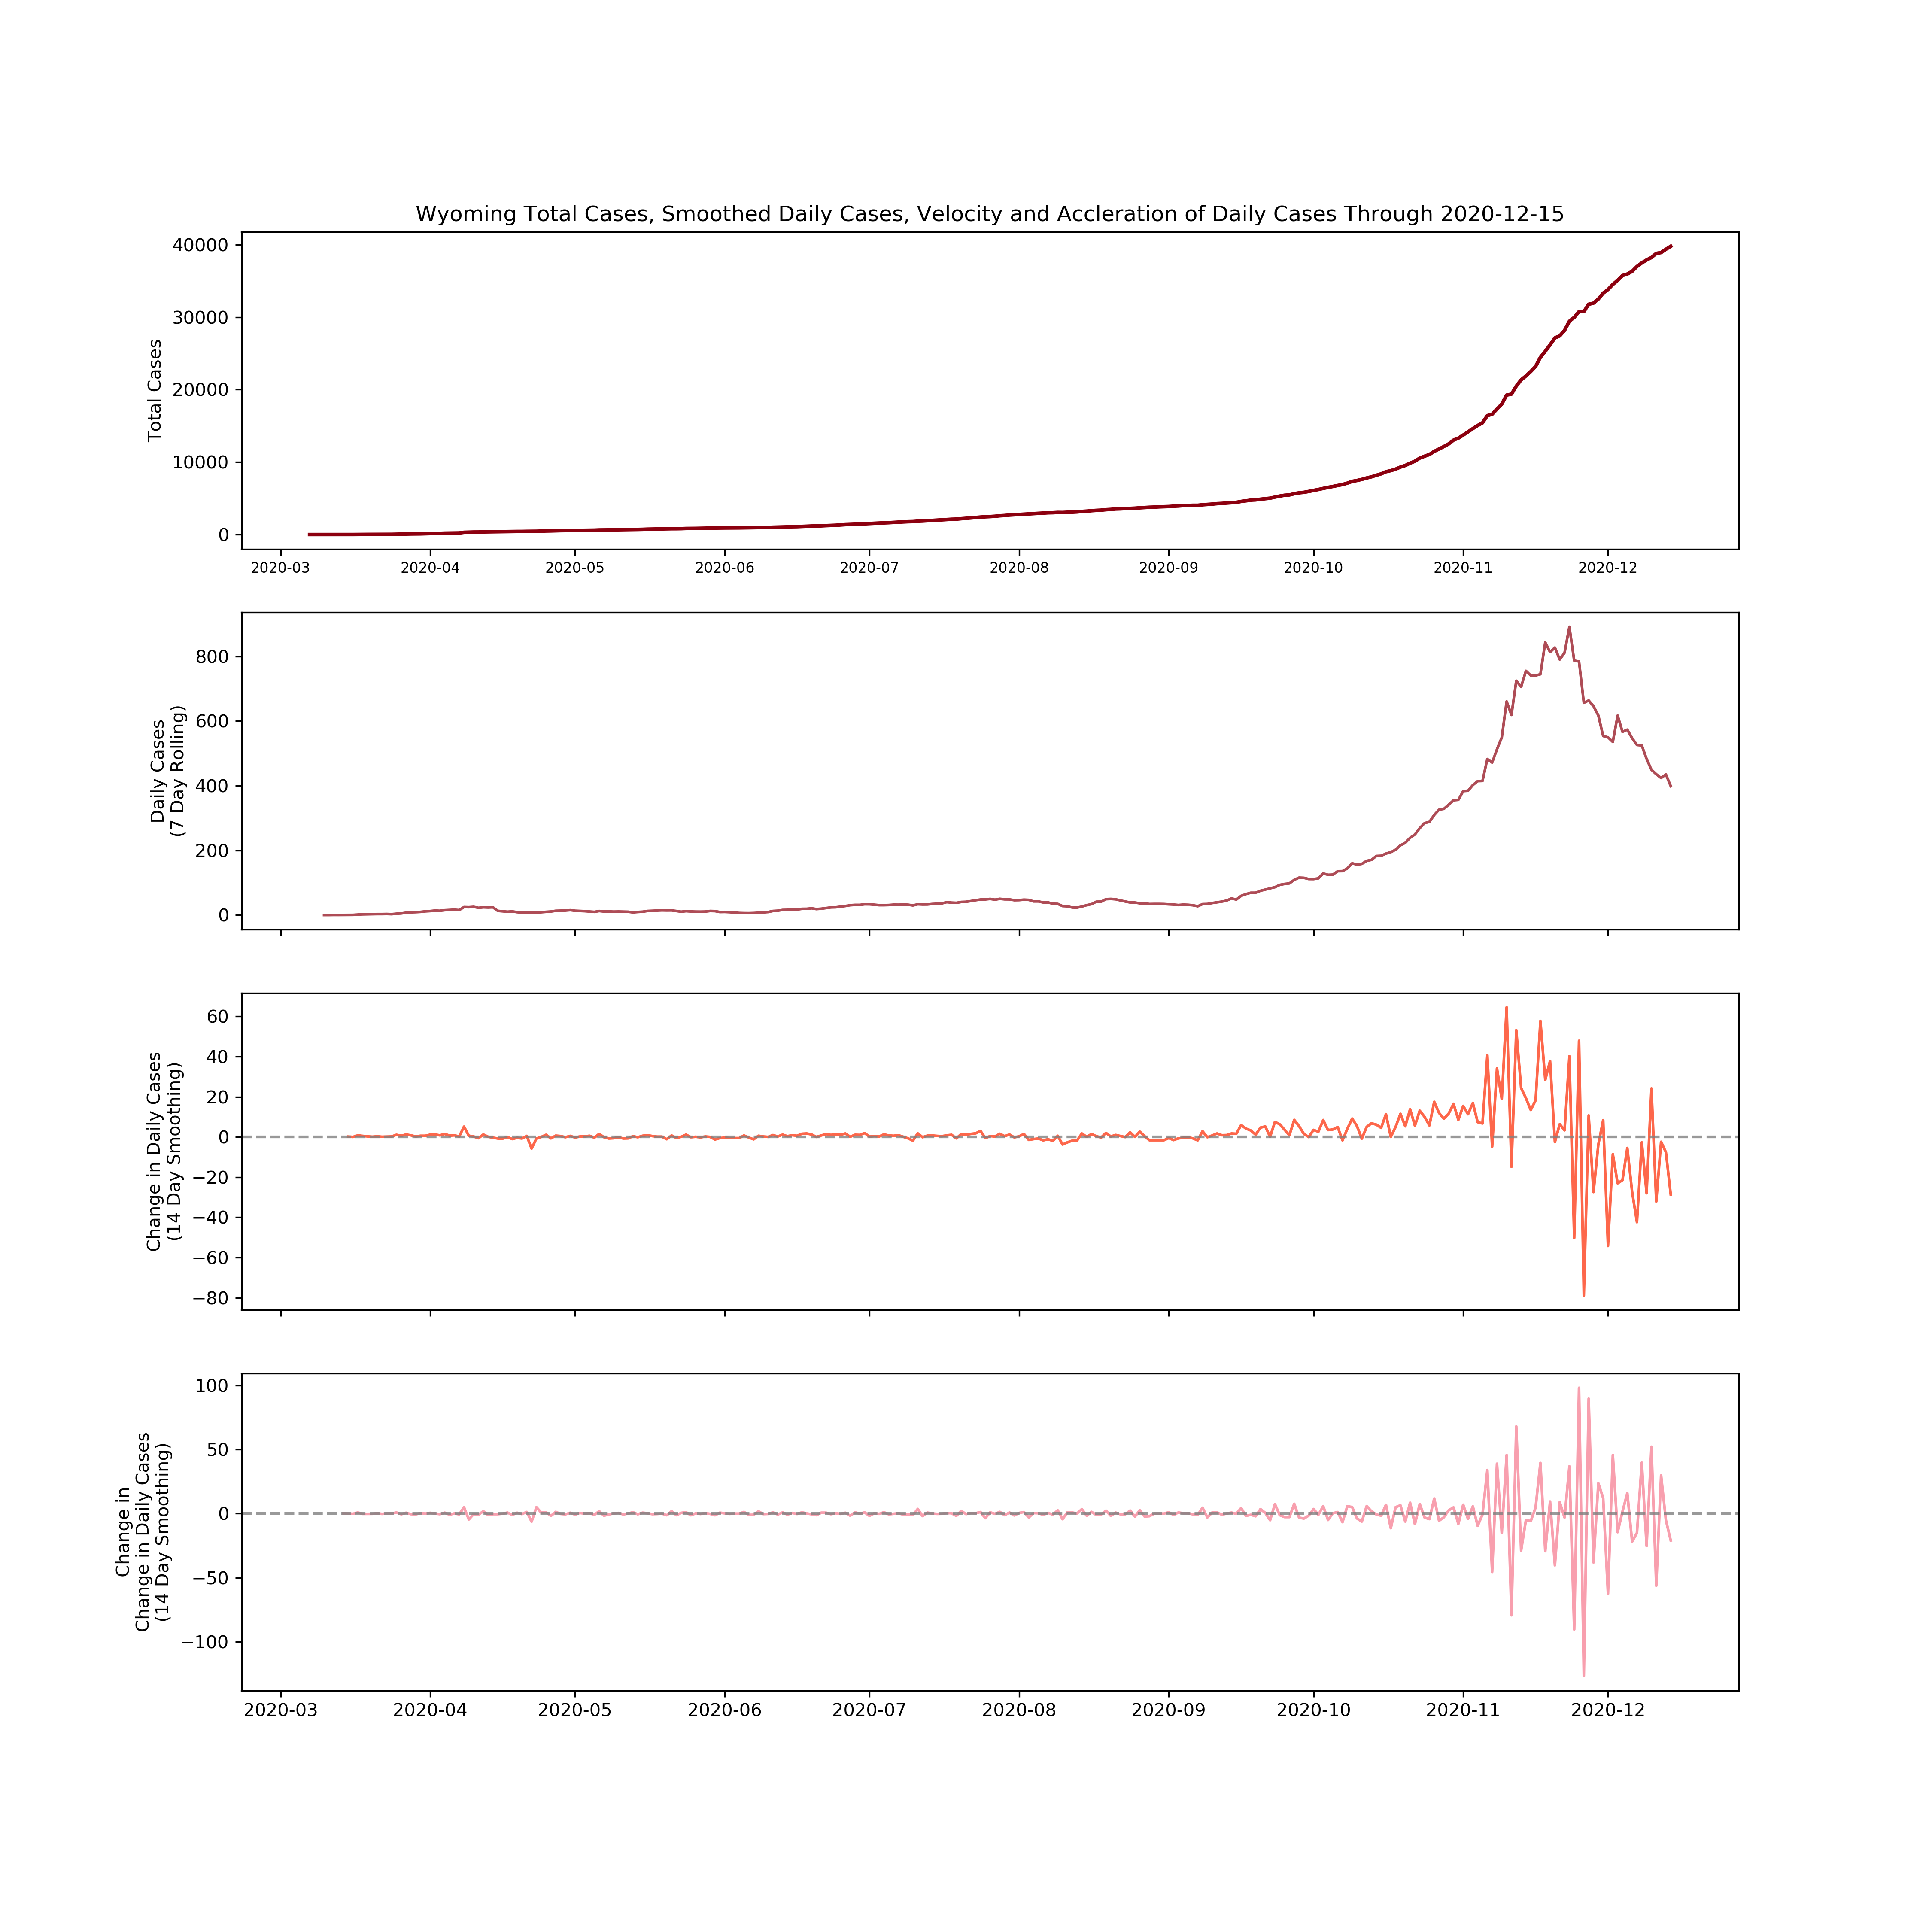 Wyoming Total Cases, Smoothed Daily Cases, Velocity and Accleration of Daily Cases Through 2020-12-15
40000
30000
20000
10000
0
Total Cases
2020-03 2020-04 2020-05 2020-06 2020-07 2020-08 2020-09 2020-10 2020-11 2020-12
800
600
400
200
0
Daily Cases
(7 Day Rolling)
60
40
20
0
−20
−40
−60
−80
Change in Daily Cases
(14 Day Smoothing)
100
50
0
−50
−100
Change in
Change in Daily Cases
(14 Day Smoothing)
2020-03 2020-04 2020-05 2020-06 2020-07 2020-08 2020-09 2020-10 2020-11 2020-12